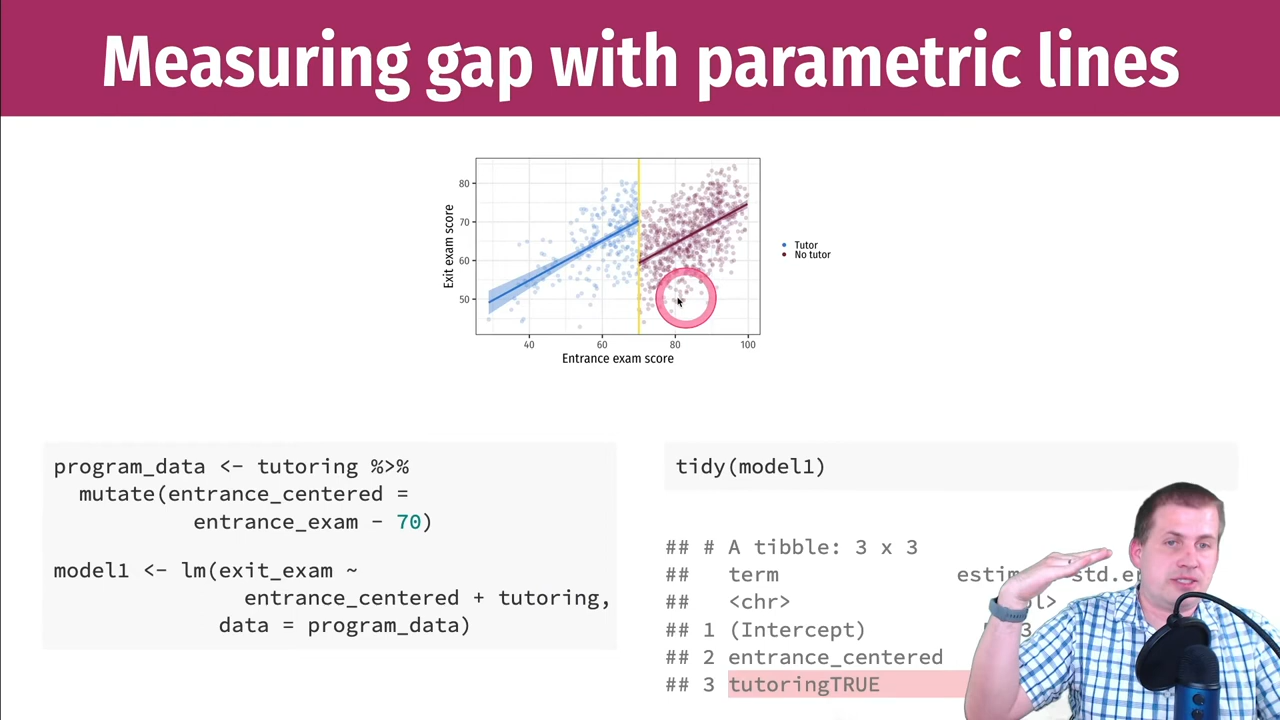 Measuring gap with parametric lines
80
70
60
50
Exit exam score
40 60 80 100
Entrance exam score
Tutor
No tutor
program_data <- tutoring %>%
mutate(entrance_centered =
entrance_exam - 70)
model1 <- lm(exit_exam ~
entrance_centered + tutoring,
data = program_data)
tidy(model1)
## # A tibble: 3 x 3
## term
## <chr>
## 1 (Intercept)
## 2 entrance_centered
## 3 tutoringTRUE